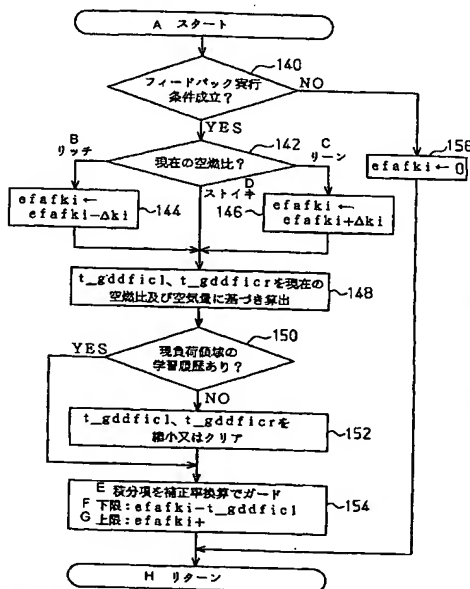 A スタート
140
フィードバック実行
条件成立?
NO
YES
156
efafki←0
142
現在の空燃比?
B
リッチ
C
リーン
D
ストイキ
efafki←
efafki−Δki
144
146
efafki←
efafki+Δki
t_gddficl、t_gddficrを現在の
空燃比及び空気量に基づき算出
148
150
YES
現負荷領域の
学習履歴あり?
NO
t_gddficl、t_gddficrを
縮小又はクリア
152
E 積分項を補正率換算でガード
F 下限:efafki−t_gddficl
G 上限:efafki+
154
H リターン